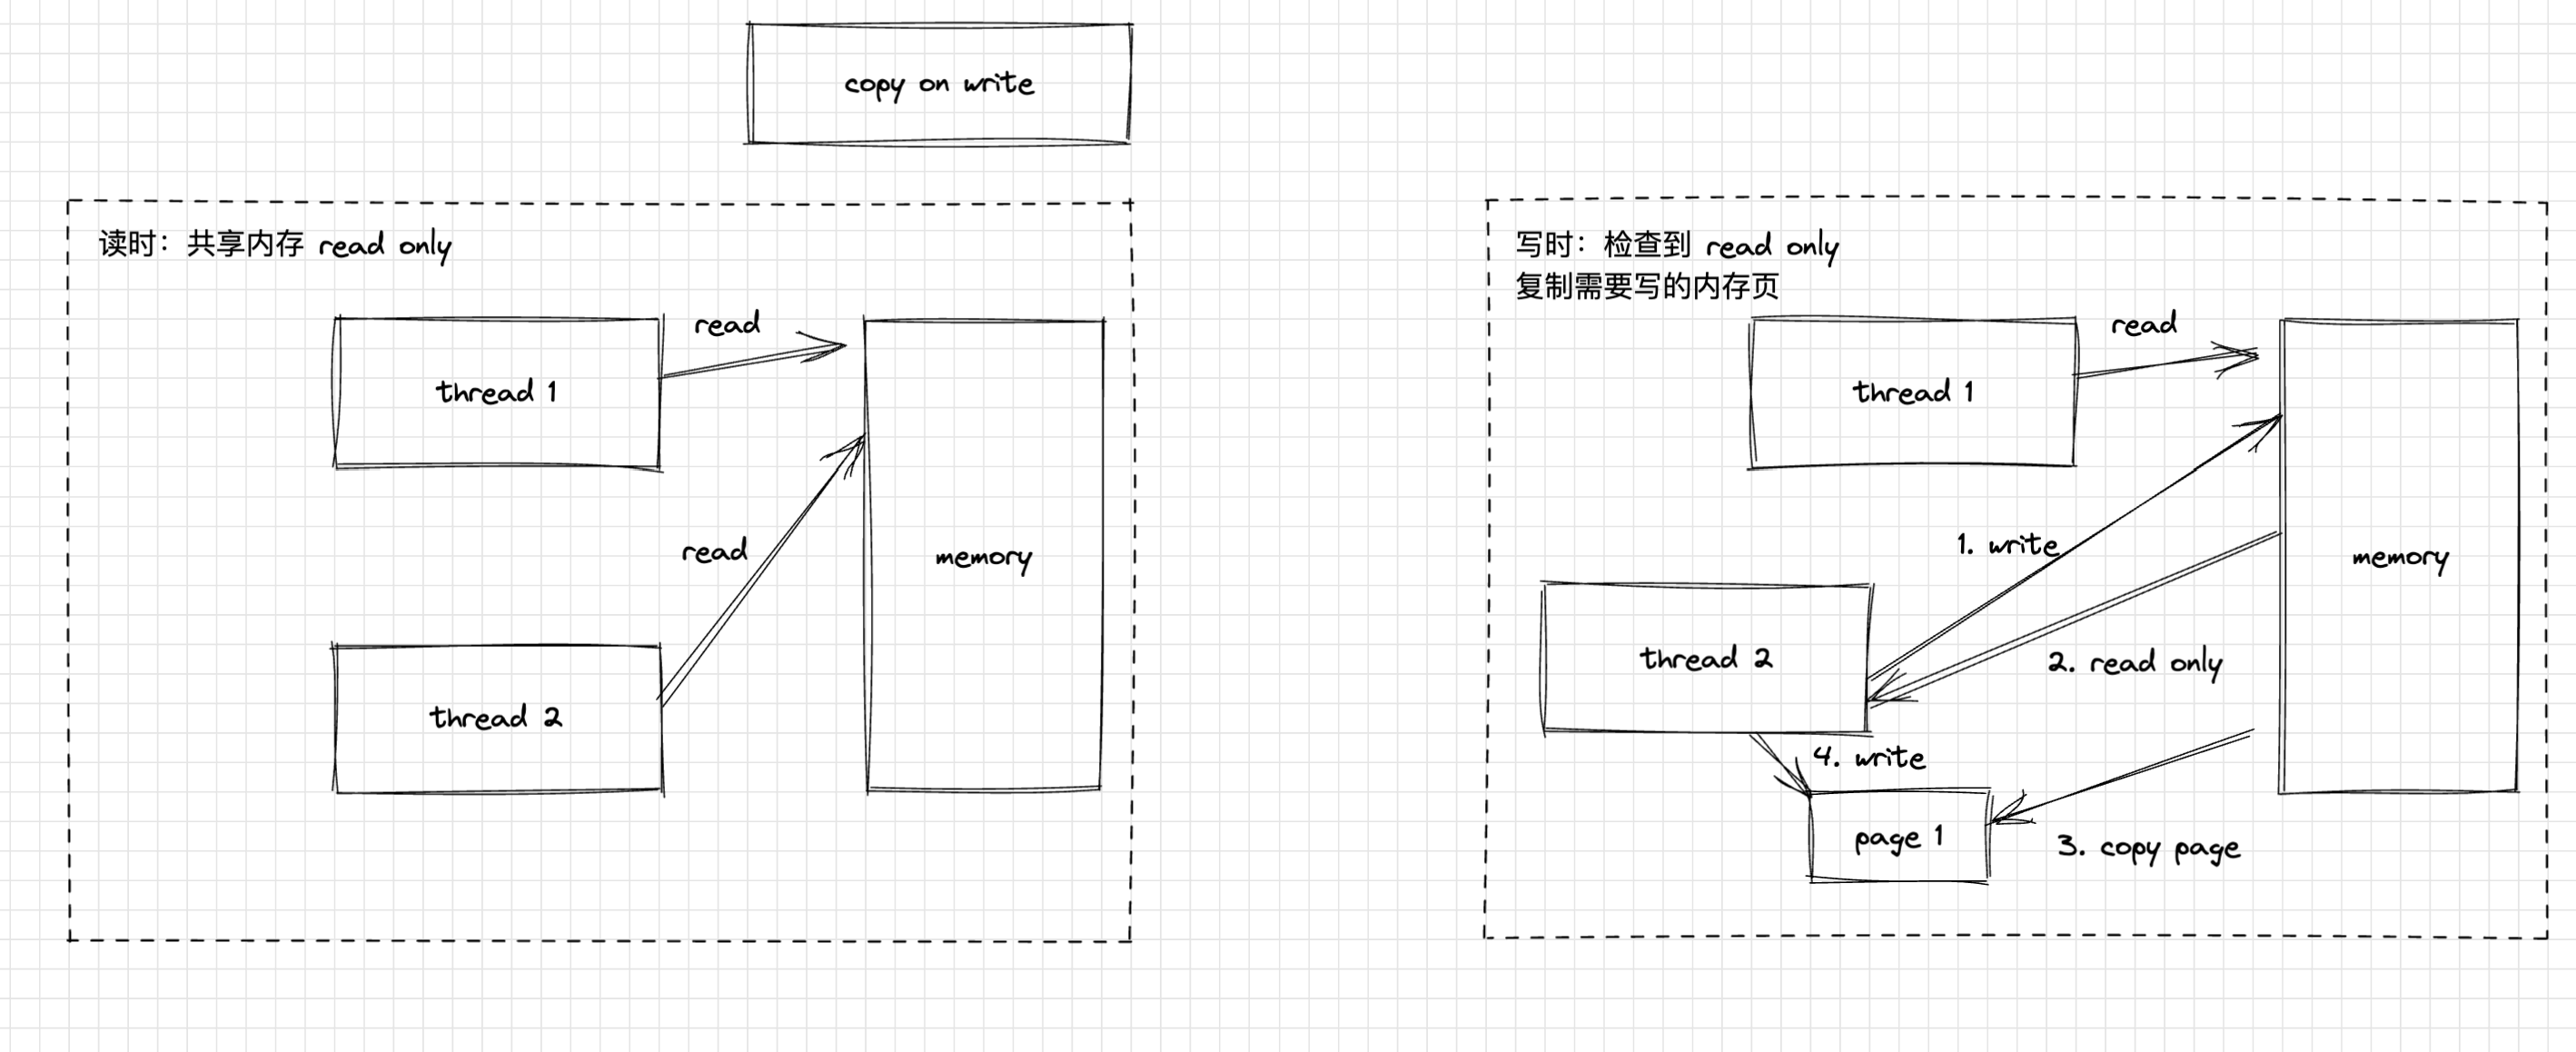 copy on write
读时：共享内存 read only
read
thread 1
read
thread 2
memory
写时：检查到 read only
复制需要写的内存页
read
thread 1
1. write
memory
thread 2
2. read only
4. write
page 1
3. copy page